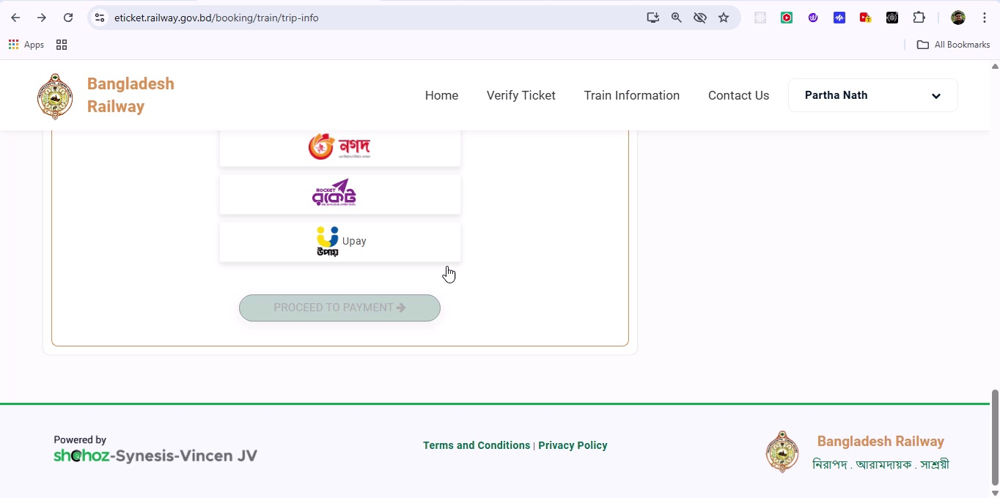 eticket.railway.gov.bd/booking/train/trip-info
Apps
All Bookmarks
Bangladesh
Railway
Home
Verify Ticket
Train Information
Contact Us
Partha Nath
নগদ
ROCKET
রকেট
উপায়
Upay
PROCEED TO PAYMENT
Powered by
shohoz-Synesis-Vincen JV
Terms and Conditions | Privacy Policy
Bangladesh Railway
নিরাপদ . আরামদায়ক . সাশ্রয়ী